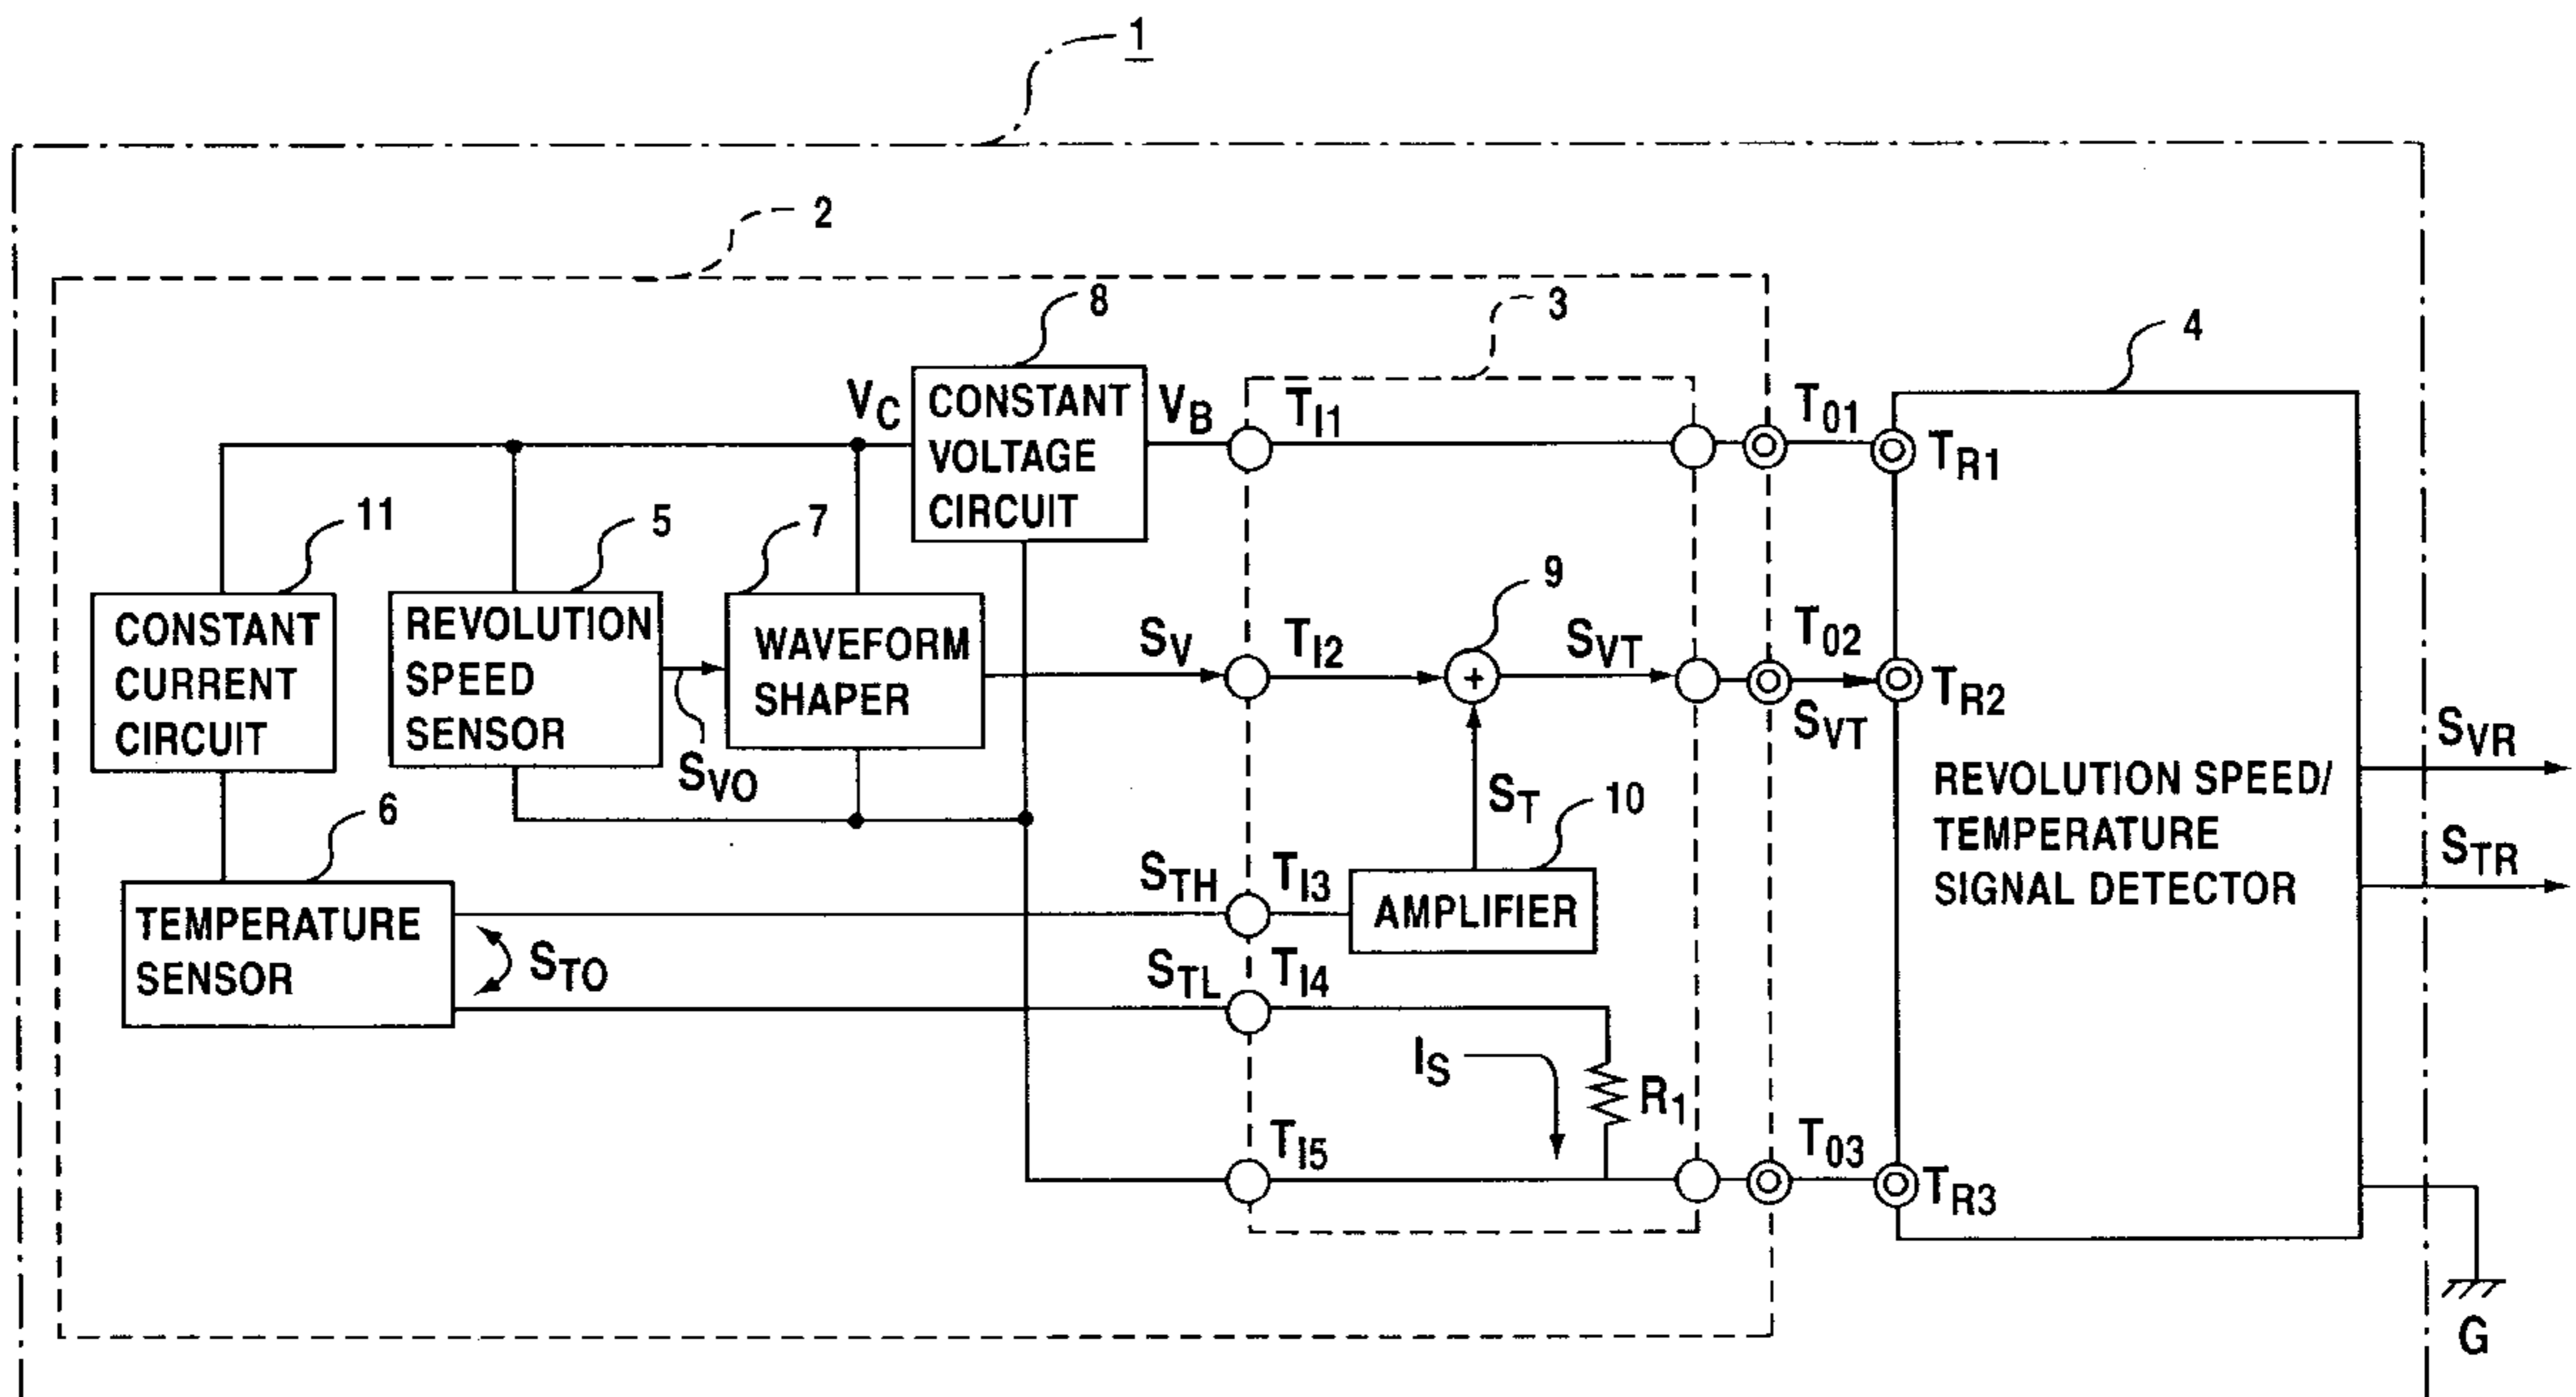 1
2
8
3
4
V_C
CONSTANT
VOLTAGE
CIRCUIT
V_B
T_I1
T_01
T_R1
11
5
7
9
CONSTANT
CURRENT
CIRCUIT
REVOLUTION
SPEED
SENSOR
S_VO
WAVEFORM
SHAPER
S_V
T_I2
+
S_VT
T_02
S_VT
T_R2
REVOLUTION SPEED/
TEMPERATURE
SIGNAL DETECTOR
S_VR
S_TR
6
TEMPERATURE
SENSOR
S_TO
S_TH
T_I3
S_T
10
AMPLIFIER
S_TL
T_I4
I_S
R_1
T_I5
T_03
T_R3
G